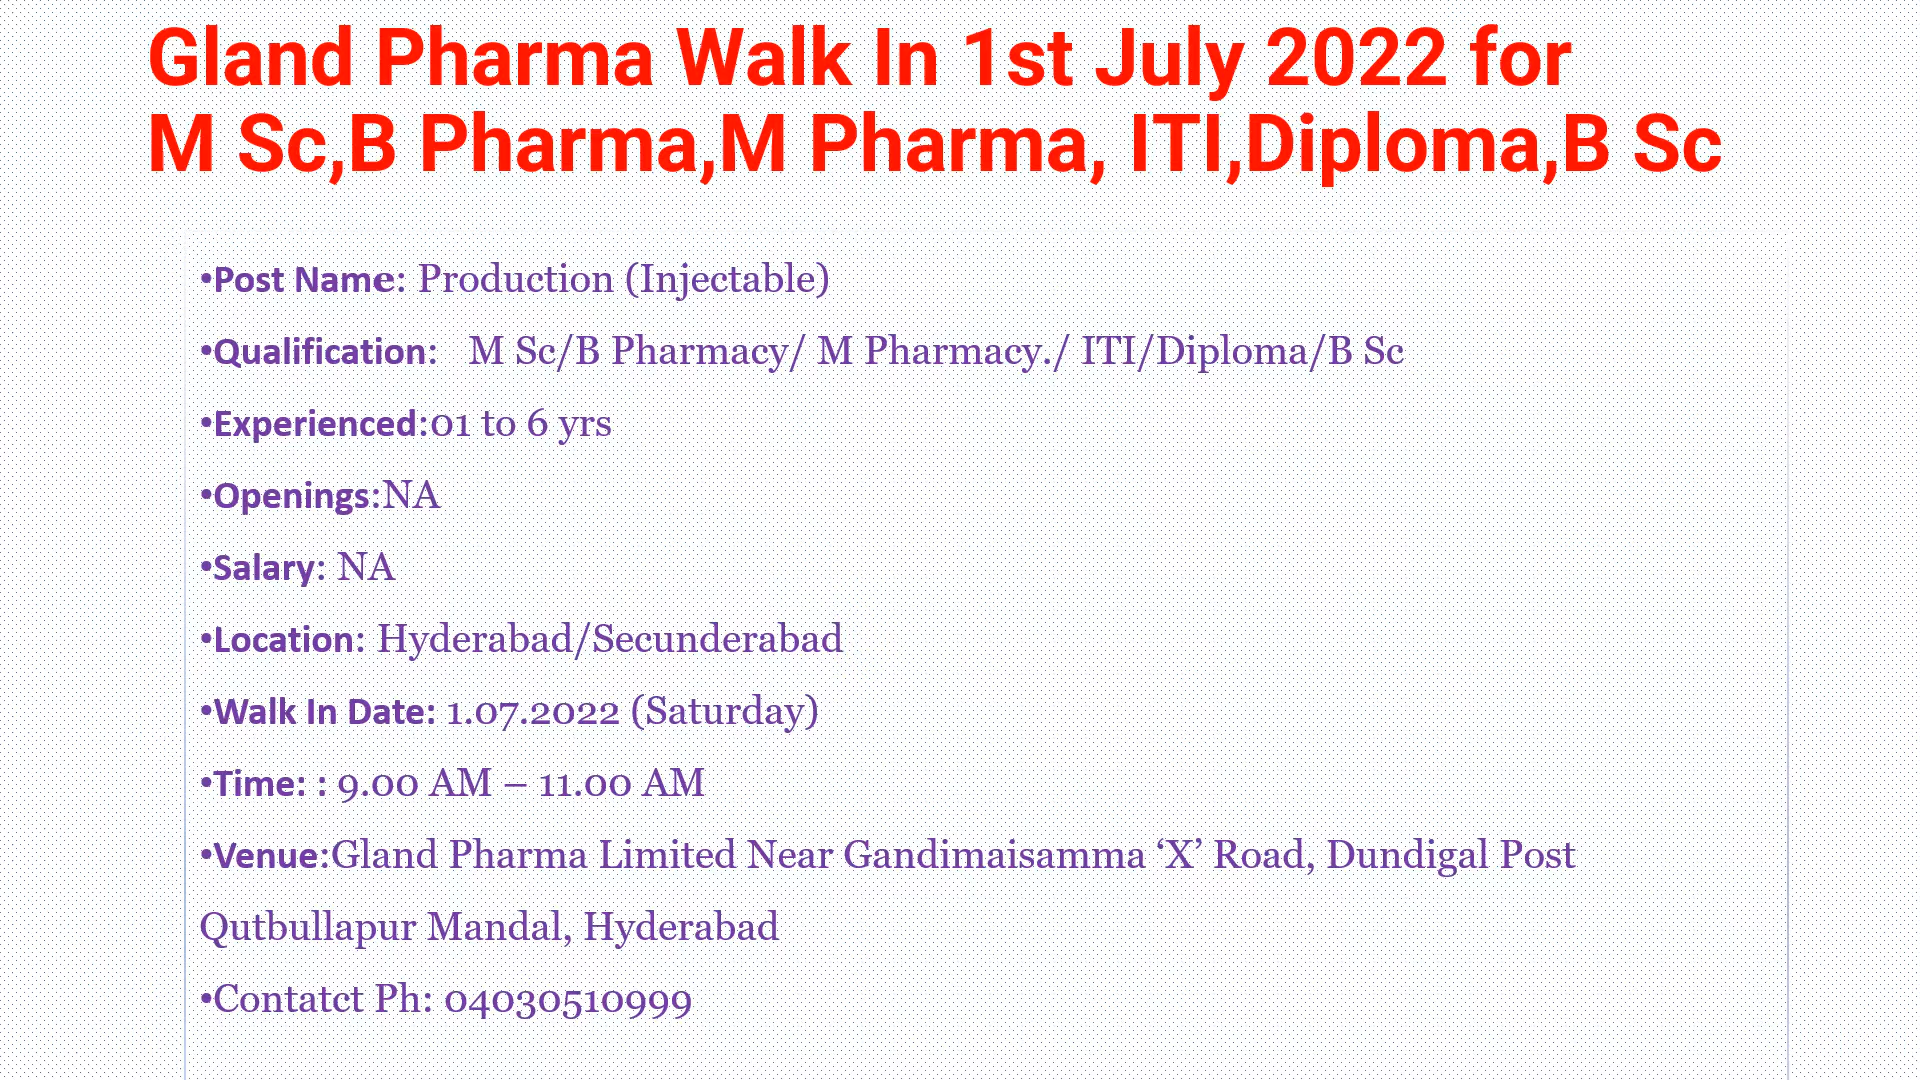 Gland Pharma Walk In 1st July 2022 for
M Sc,B Pharma,M Pharma, ITI,Diploma,B Sc
•Post Name: Production (Injectable)
•Qualification: M Sc/B Pharmacy/ M Pharmacy./ ITI/Diploma/B Sc
•Experienced:01 to 6 yrs
•Openings:NA
•Salary: NA
•Location: Hyderabad/Secunderabad
•Walk In Date: 1.07.2022 (Saturday)
•Time: : 9.00 AM – 11.00 AM
•Venue:Gland Pharma Limited Near Gandimaisamma ‘X’ Road, Dundigal Post
Qutbullapur Mandal, Hyderabad
•Contatct Ph: 04030510999